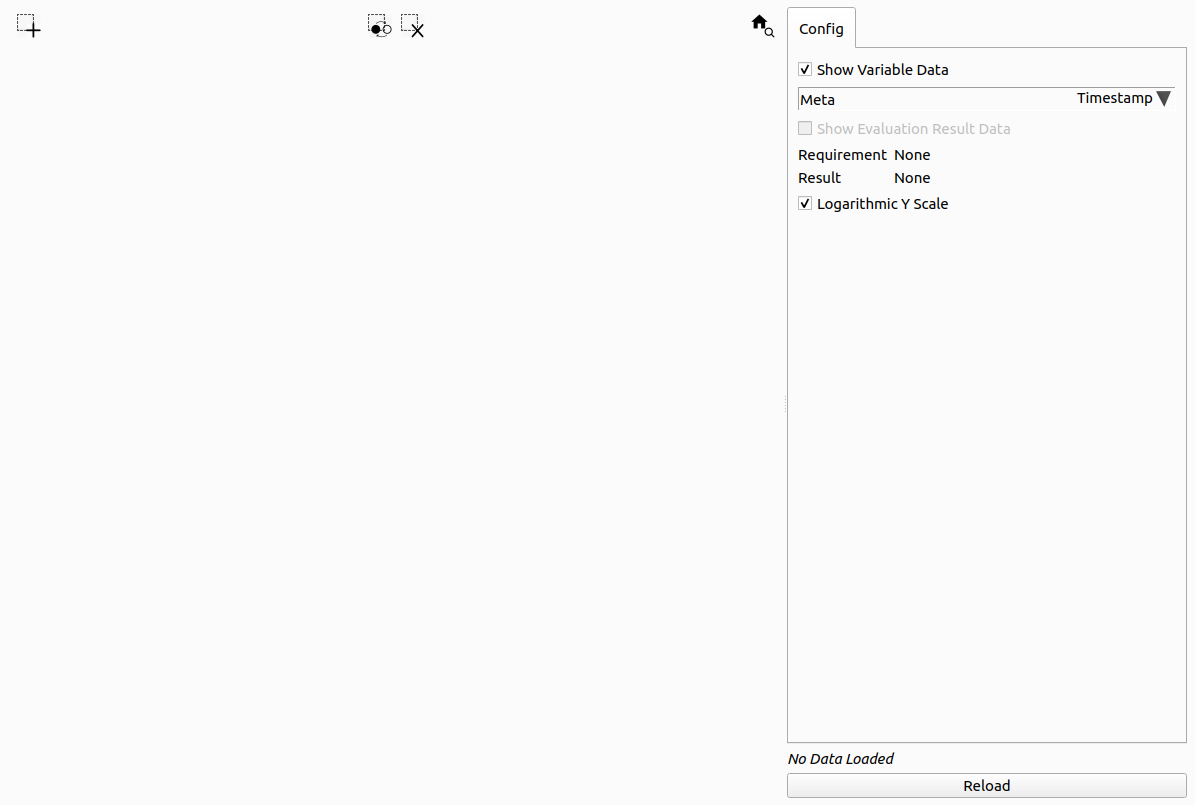 Config
Show Variable Data
Meta Timestamp
Show Evaluation Result Data
Requirement None
Result None
Logarithmic Y Scale
No Data Loaded
Reload